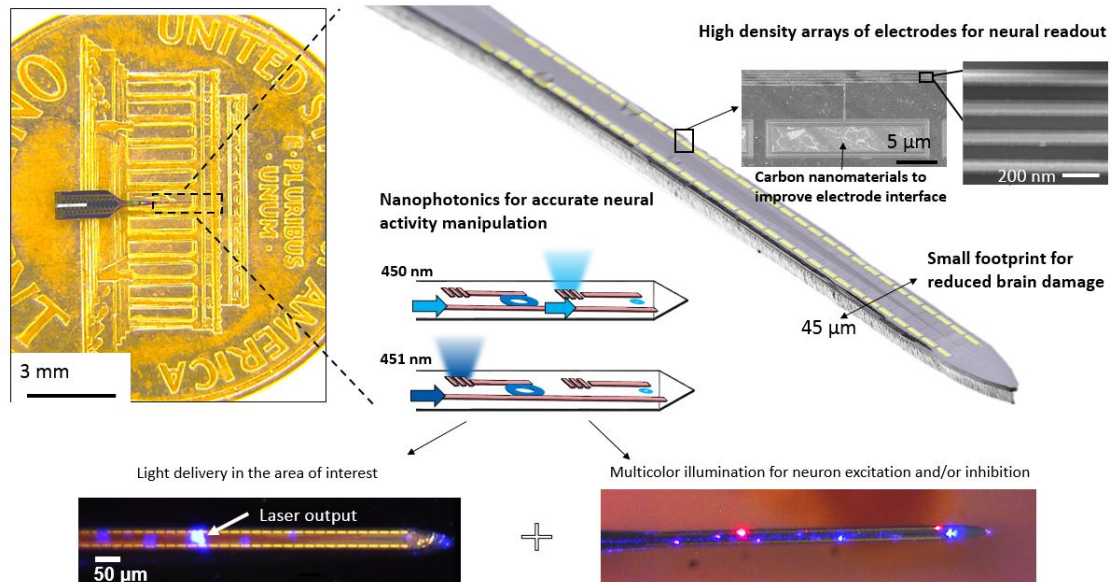 UNITED STATES
E·PLURIBUS
·UNUM·
AMERICA
3 mm
High density arrays of electrodes for neural readout
5 µm
Carbon nanomaterials to
improve electrode interface
200 nm
Nanophotonics for accurate neural
activity manipulation
450 nm
451 nm
Small footprint for
reduced brain damage
45 µm
Light delivery in the area of interest
Laser output
50 µm
Multicolor illumination for neuron excitation and/or inhibition